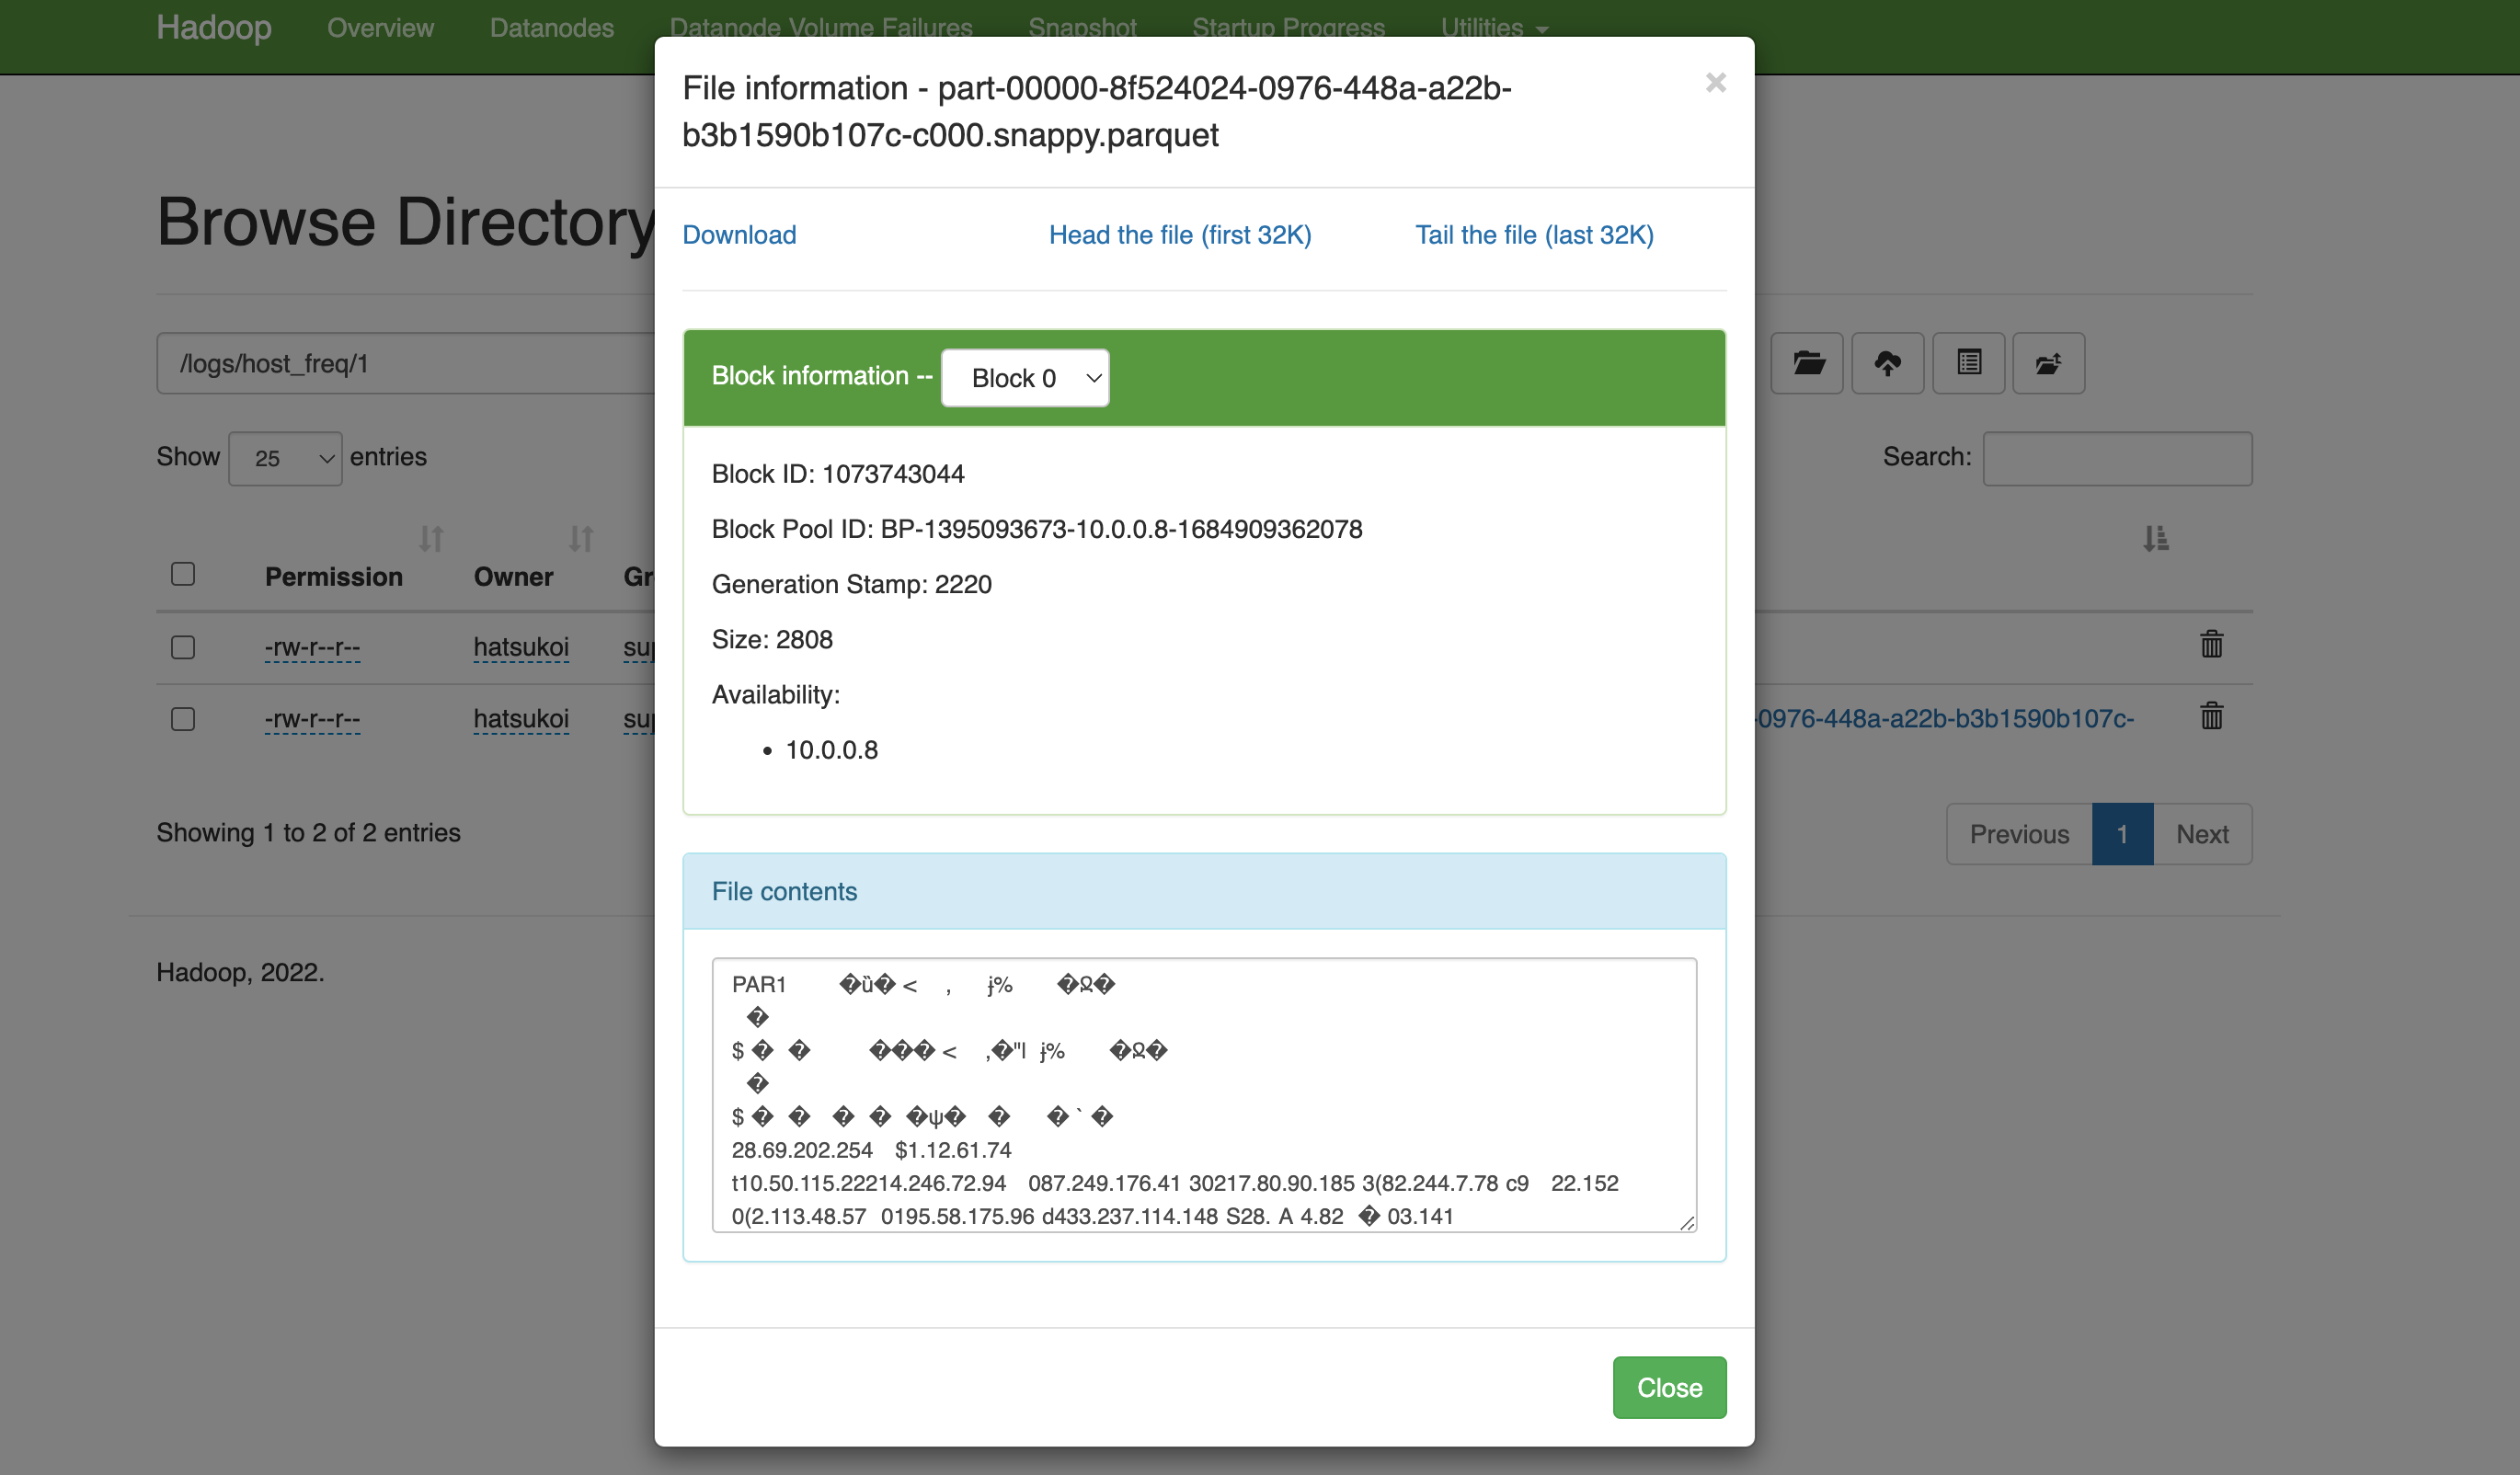 Hadoop Overview Datanodes Datanode Volume Failures Snapshot Startup Progress Utilities
File information - part-00000-8f524024-0976-448a-a22b-
b3b1590b107c-c000.snappy.parquet
×
Browse Directory
Download Head the file (first 32K) Tail the file (last 32K)
/logs/host_freq/1
Block information -- Block 0
Show 25 entries
Search:
Block ID: 1073743044
Block Pool ID: BP-1395093673-10.0.0.8-1684909362078
Generation Stamp: 2220
Size: 2808
Availability:
• 10.0.0.8
Permission Owner
-rw-r--r-- hatsukoi
-rw-r--r-- hatsukoi
-0976-448a-a22b-b3b1590b107c-
Showing 1 to 2 of 2 entries
Previous 1 Next
File contents
PAR1 �ȕ� < , ɉ% �Ω�
�
$ � � ��� < ,�"I ɉ% �Ω�
�
$ � � � � �ψ� � � ` �
28.69.202.254 $1.12.61.74
t10.50.115.22214.246.72.94 087.249.176.41 30217.80.90.185 3(82.244.7.78 c9 22.152
0(2.113.48.57 0195.58.175.96 d433.237.114.148 S28. A 4.82 � 03.141
Hadoop, 2022.
Close